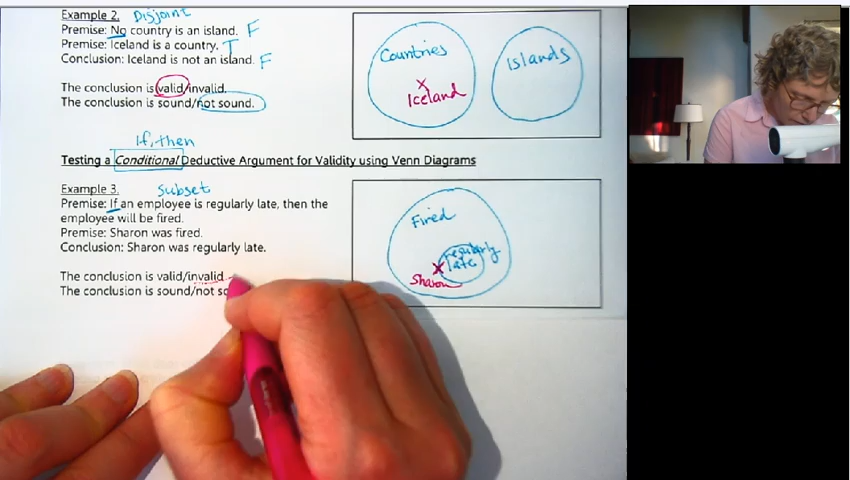 Example 2. Disjoint
Premise: No country is an island. F
Premise: Iceland is a country. T
Conclusion: Iceland is not an island. F
The conclusion is valid/invalid.
The conclusion is sound/not sound.
Countries
Iceland
Islands
If, then
Testing a Conditional Deductive Argument for Validity using Venn Diagrams
Example 3. Subset
Premise: If an employee is regularly late, then the
employee will be fired.
Premise: Sharon was fired.
Conclusion: Sharon was regularly late.
The conclusion is valid/invalid
The conclusion is sound/not
Fired
regularly
late
Sharon